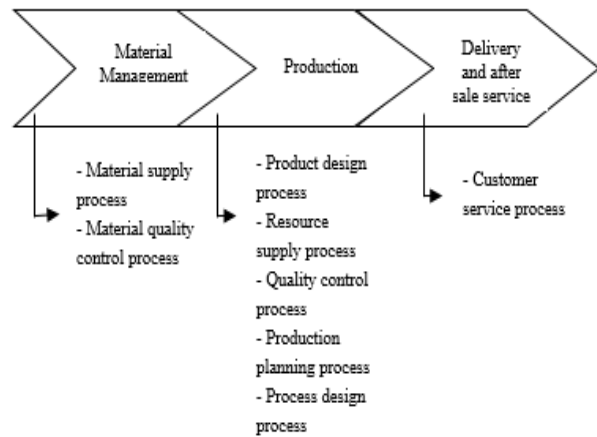 Material
Management
Production
Delivery
and after
sale service
- Material supply
process
- Material quality
control process
- Product design
process
- Resource
supply process
- Quality control
process
- Production
planning process
- Process design
process
- Customer
service process